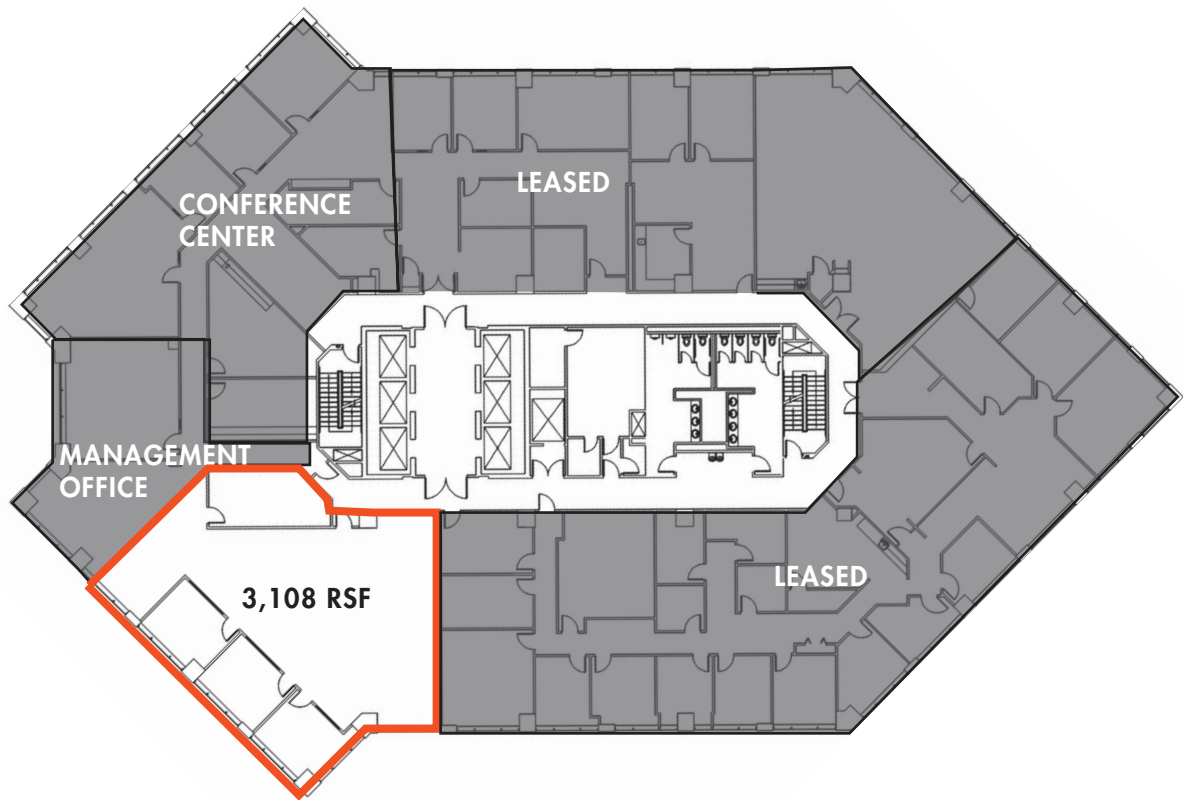 LEASED
CONFERENCE
CENTER
MANAGEMENT
OFFICE
LEASED
3,108 RSF